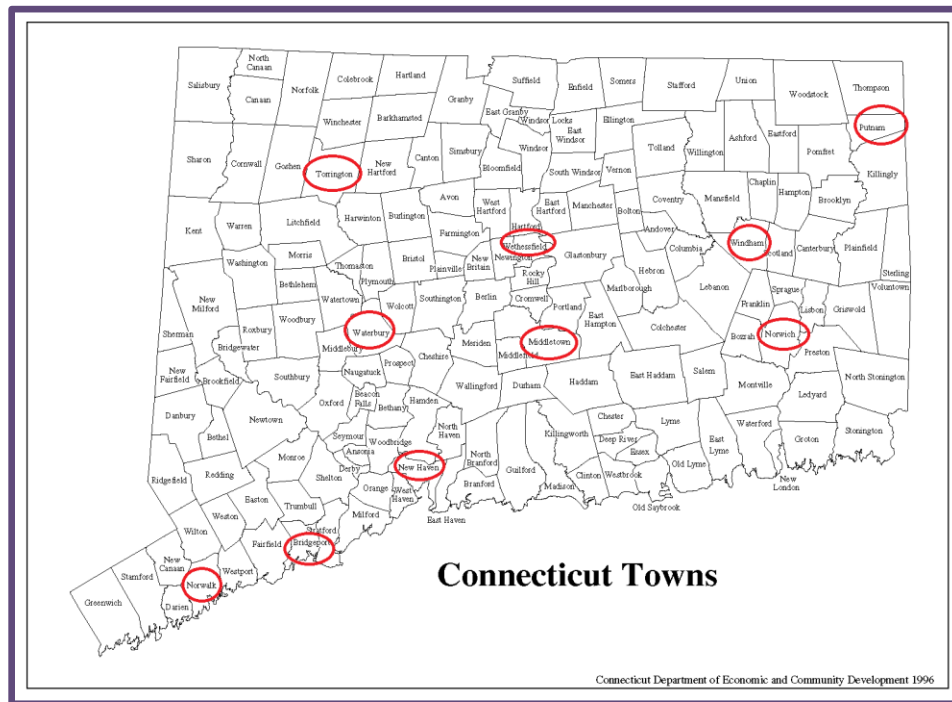 North
Canaan
Salisbury
Canaan
Norfolk
Colebrook
Hartland
Granby
Suffield
Enfield
Somers
Stafford
Union
Woodstock
Thompson
East Granby
Windsor Locks
East
Windsor
Ellington
Winchester
Barkhamsted
Putnam
Sharon
Cornwall
Goshen
Torrington
New
Hartford
Canton
Simsbury
Bloomfield
Windsor
South Windsor
Vernon
Tolland
Willington
Ashford
Eastford
Pomfret
Killingly
Kent
Warren
Litchfield
Harwinton
Burlington
Avon
West
Hartford
Hartford
East
Hartford
Manchester
Bolton
Coventry
Mansfield
Chaplin
Hampton
Brooklyn
Farmington
Wethersfield
Newington
Glastonbury
Andover
Columbia
Windham
Scotland
Canterbury
Plainfield
Sterling
Washington
Morris
Thomaston
Plymouth
Bristol
Plainville
New
Britain
Rocky
Hill
Hebron
Marlborough
Lebanon
Voluntown
New
Milford
Bethlehem
Watertown
Wolcott
Southington
Berlin
Cromwell
Portland
East
Hampton
Franklin
Sprague
Lisbon
Griswold
Sherman
Roxbury
Woodbury
Waterbury
Meriden
Middletown
Colchester
Bozrah
Norwich
Preston
Bridgewater
Middlebury
Prospect
Cheshire
Middlefield
New
Fairfield
Brookfield
Southbury
Naugatuck
Wallingford
Durham
Haddam
East Haddam
Salem
Montville
North Stonington
Danbury
Newtown
Oxford
Beacon
Falls
Bethany
Hamden
Ledyard
Bethel
Seymour
Woodbridge
North
Haven
Killingworth
Chester
Lyme
Waterford
Groton
Stonington
Ansonia
Derby
Deep River
Essex
East
Lyme
Ridgefield
Redding
Monroe
Shelton
New Haven
North
Branford
Guilford
Clinton
Westbrook
Old Lyme
New
London
Easton
Trumbull
Orange
West
Haven
Branford
Madison
Old Saybrook
Weston
Milford
East Haven
Wilton
Fairfield
Stratford
Bridgeport
New
Canaan
Westport
Stamford
Norwalk
Greenwich
Darien
Connecticut Towns
Connecticut Department of Economic and Community Development 1996